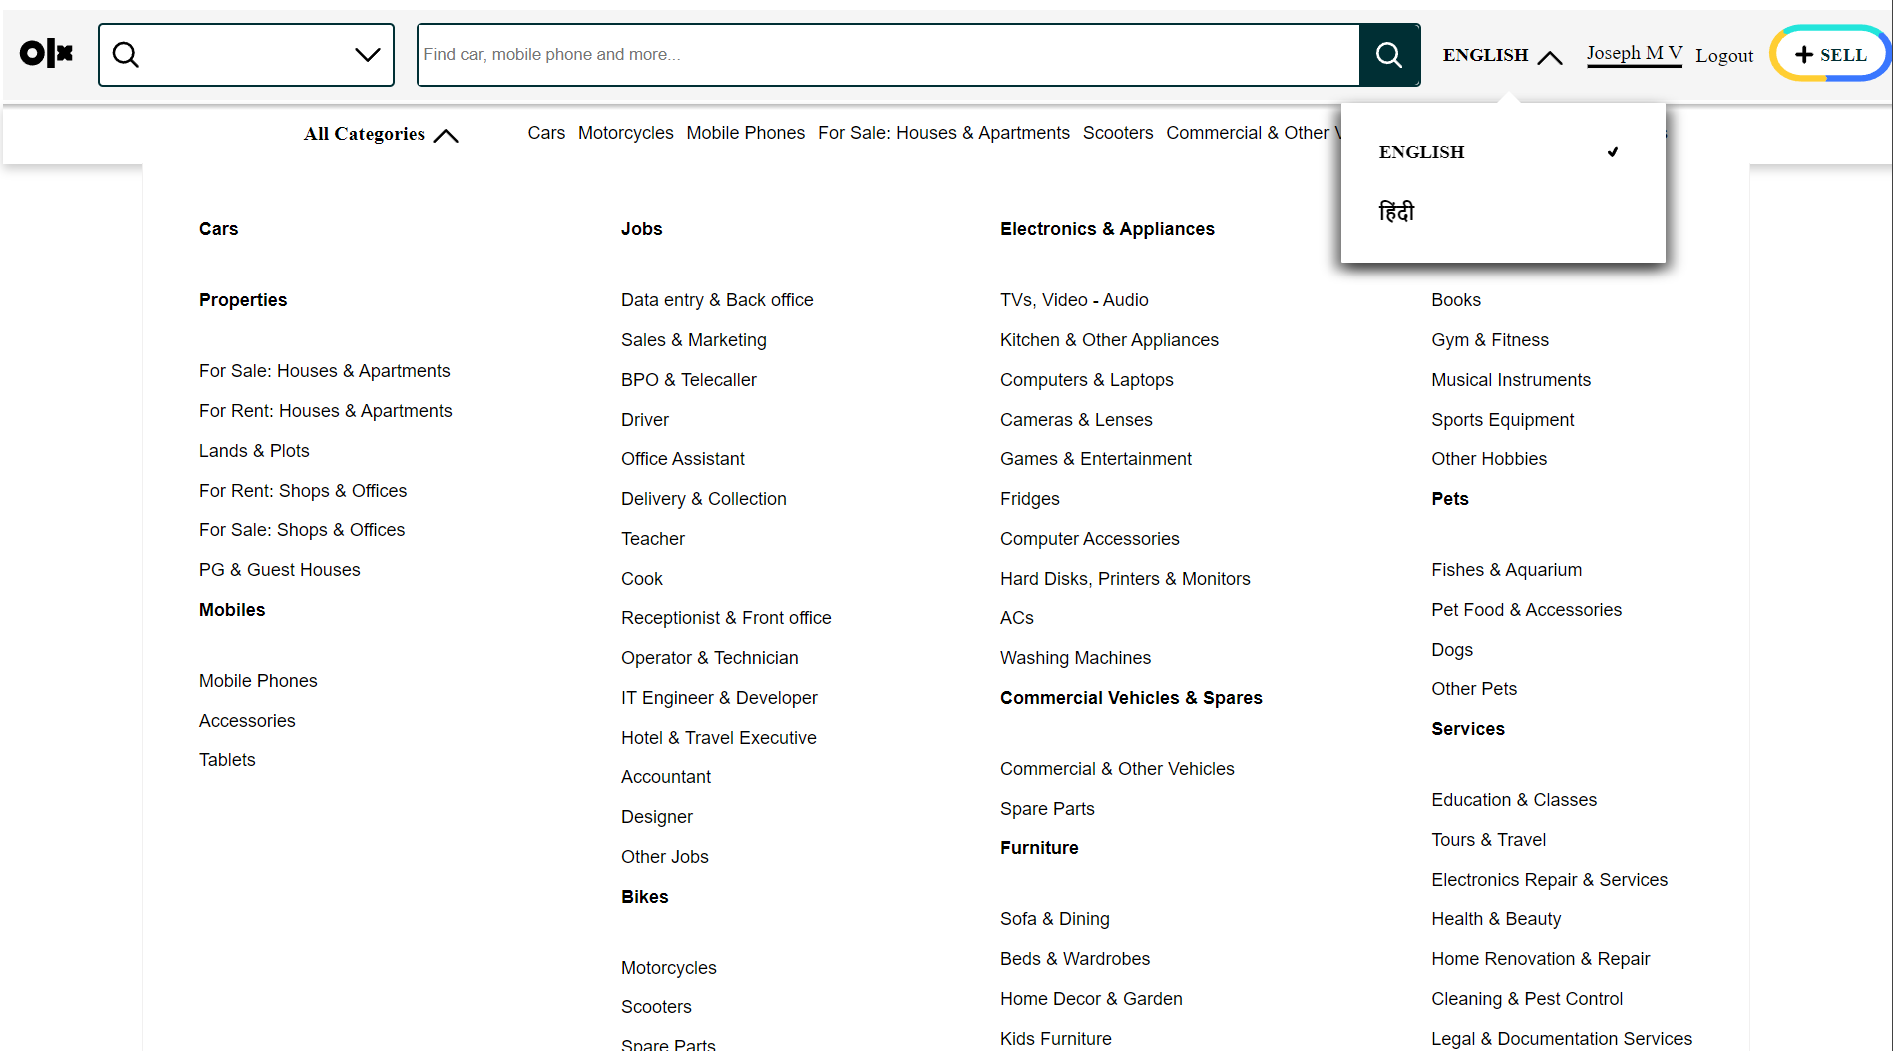 olx
Find car, mobile phone and more...
ENGLISH
Joseph M V
Logout
+ SELL
All Categories
Cars Motorcycles Mobile Phones For Sale: Houses & Apartments Scooters Commercial & Other
ENGLISH
हिंदी
Cars
Properties
For Sale: Houses & Apartments
For Rent: Houses & Apartments
Lands & Plots
For Rent: Shops & Offices
For Sale: Shops & Offices
PG & Guest Houses
Mobiles
Mobile Phones
Accessories
Tablets
Jobs
Data entry & Back office
Sales & Marketing
BPO & Telecaller
Driver
Office Assistant
Delivery & Collection
Teacher
Cook
Receptionist & Front office
Operator & Technician
IT Engineer & Developer
Hotel & Travel Executive
Accountant
Designer
Other Jobs
Bikes
Motorcycles
Scooters
Spare Parts
Electronics & Appliances
TVs, Video - Audio
Kitchen & Other Appliances
Computers & Laptops
Cameras & Lenses
Games & Entertainment
Fridges
Computer Accessories
Hard Disks, Printers & Monitors
ACs
Washing Machines
Commercial Vehicles & Spares
Commercial & Other Vehicles
Spare Parts
Furniture
Sofa & Dining
Beds & Wardrobes
Home Decor & Garden
Kids Furniture
Books
Gym & Fitness
Musical Instruments
Sports Equipment
Other Hobbies
Pets
Fishes & Aquarium
Pet Food & Accessories
Dogs
Other Pets
Services
Education & Classes
Tours & Travel
Electronics Repair & Services
Health & Beauty
Home Renovation & Repair
Cleaning & Pest Control
Legal & Documentation Services